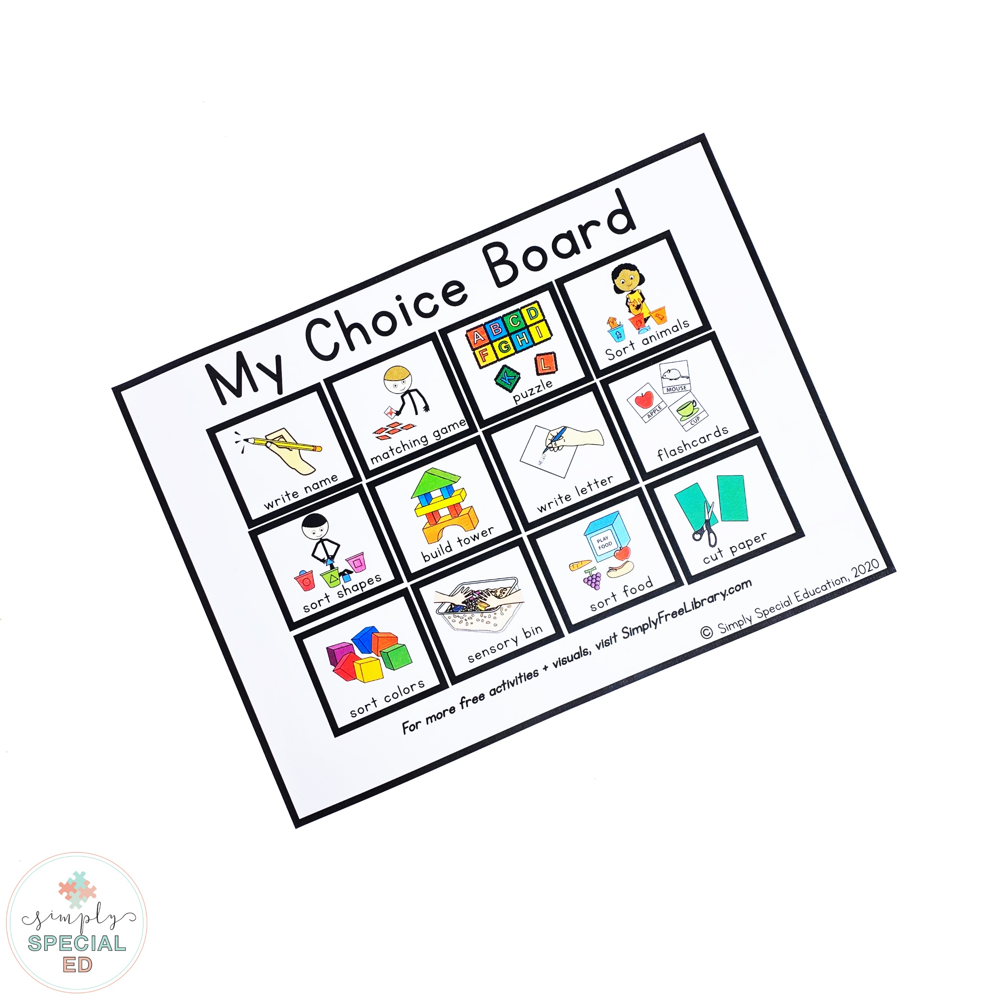 My Choice Board
write name
matching game
A B C D
F G H I
K L
puzzle
Sort animals
sort shapes
build tower
HELLO
write letter
MOUSE
APPLE
CUP
flashcards
sort colors
sensory bin
PLAY
FOOD
sort food
cut paper
For more free activities + visuals, visit SimplyFreeLibrary.com
© Simply Special Education, 2020
simply
SPECIAL
ED